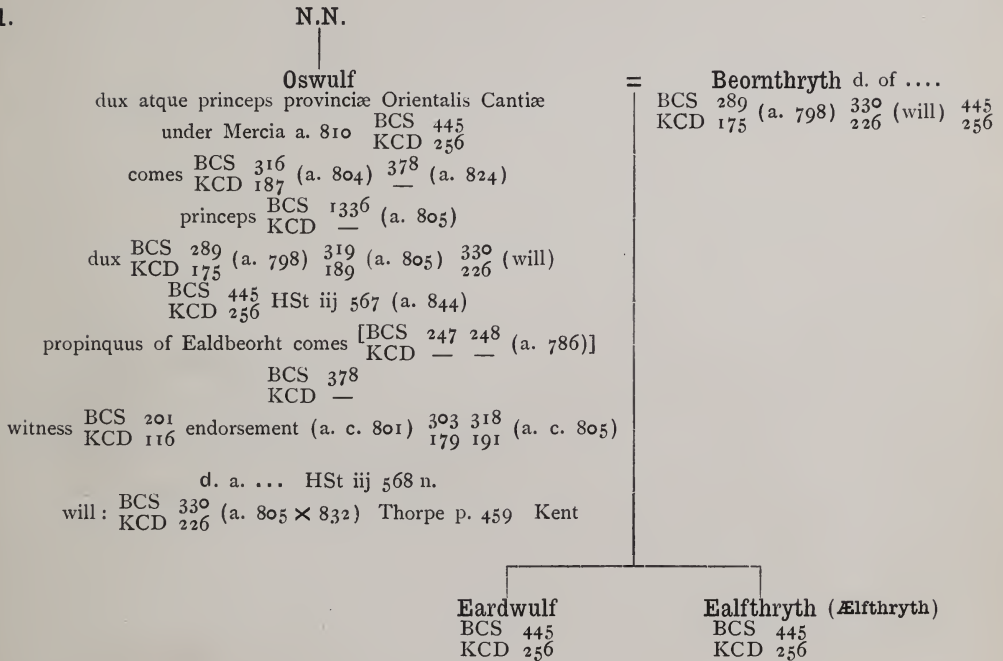 1. N.N.
Oswulf = Beornthryth d. of ....
dux atque princeps provinciæ Orientalis Cantiæ
BCS 289 (a. 798) 330 (will) 445
KCD 175 226 256
under Mercia a. 810 BCS 445
KCD 256
comes BCS 316 (a. 804) 378 (a. 824)
KCD 187 —
princeps BCS 1336 (a. 805)
KCD —
dux BCS 289 (a. 798) 319 (a. 805) 330 (will)
KCD 175 189 226
BCS 445 HSt iij 567 (a. 844)
KCD 256
propinquus of Ealdbeorht comes [BCS 247 248 (a. 786)]
KCD — —
BCS 378
KCD —
witness BCS 201 endorsement (a. c. 801) 303 318 (a. c. 805)
KCD 116 179 191
d. a. ... HSt iij 568 n.
will: BCS 330 (a. 805 × 832) Thorpe p. 459 Kent
KCD 226
Eardwulf Ealfthryth (Ælfthryth)
BCS 445 BCS 445
KCD 256 KCD 256